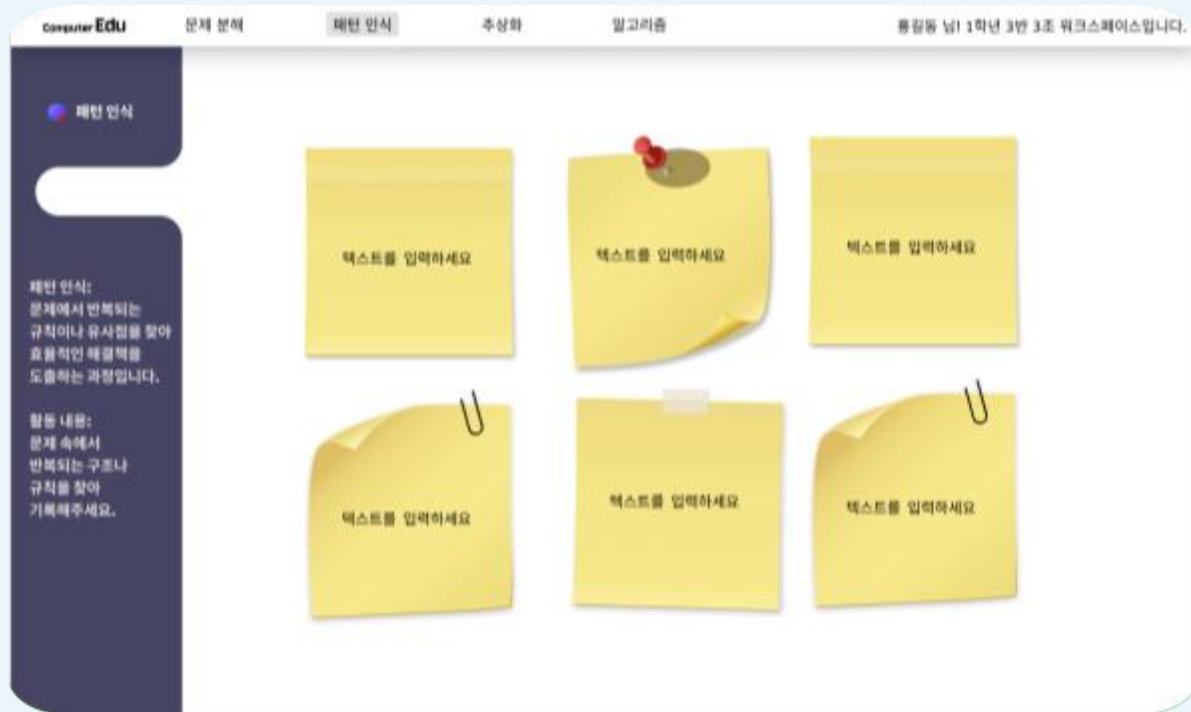 Computer Edu
문제 분해
패턴 인식
추상화
알고리즘
홍길동 님! 1학년 3반 3조 워크스페이스입니다.
패턴 인식
패턴 인식:
문제에서 반복되는
규칙이나 유사점을 찾아
효율적인 해결책을
도출하는 과정입니다.
활동 내용:
문제 속에서
반복되는 구조나
규칙을 찾아
기록해주세요.
텍스트를 입력하세요
텍스트를 입력하세요
텍스트를 입력하세요
텍스트를 입력하세요
텍스트를 입력하세요
텍스트를 입력하세요